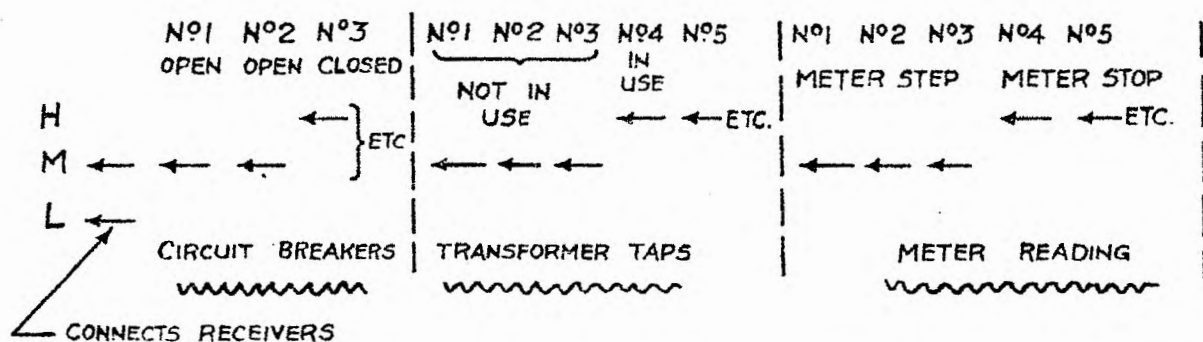 Nº1 Nº2 Nº3 Nº1 Nº2 Nº3 Nº4 Nº5 Nº1 Nº2 Nº3 Nº4 Nº5
OPEN OPEN CLOSED IN USE METER STEP METER STOP
NOT IN USE
H ETC ETC. ETC.
M
L
CIRCUIT BREAKERS TRANSFORMER TAPS METER READING
CONNECTS RECEIVERS